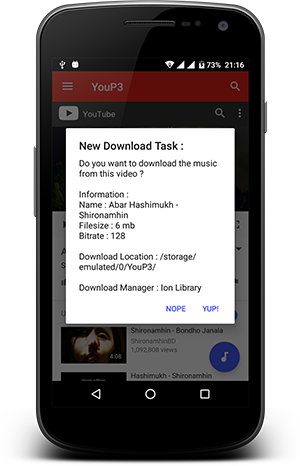 73% 21:16
YouP3
YouTube
New Download Task :
Do you want to download the music
from this video ?
Information :
Name : Abar Hashimukh -
Shironamhin
Filesize : 6 mb
Bitrate : 128
Download Location : /storage/
emulated/0/YouP3/
Download Manager : Ion Library
NOPE YUP!
Shironamhin - Bondho Janala
ShironamhinBD
1,092,808 views
4:08
Hashimukh - Shironamhin